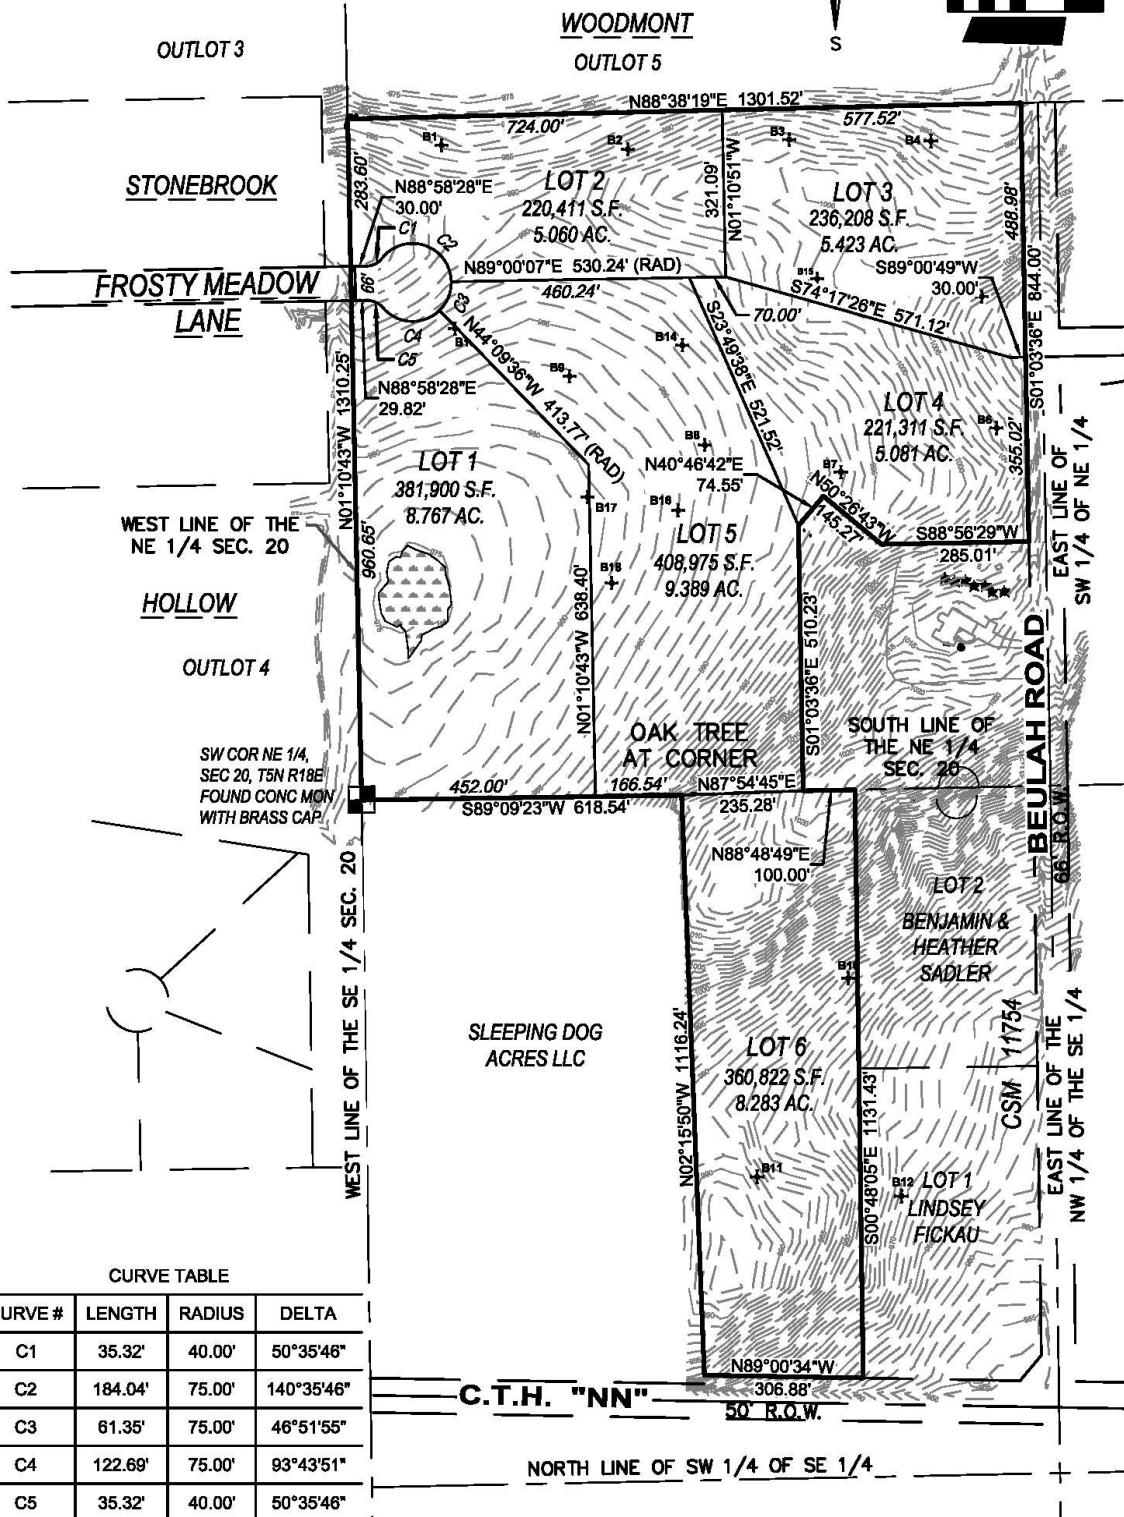 WOODMONT
S
OUTLOT 3
OUTLOT 5
N88°38'19"E 1301.52'
724.00'
577.52'
B1
B2
B3
B4
283.60'
STONEBROOK
N88°58'28"E
30.00'
C1
C2
LOT 2
220,411 S.F.
5.060 AC.
321.09'
N01°10'51"W
LOT 3
236,208 S.F.
5.423 AC.
488.98'
S01°03'36"E 844.00'
FROSTY MEADOW
LANE
66'
N89°00'07"E 530.24' (RAD)
460.24'
B15
S89°00'49"W
30.00'
S74°17'26"E 571.12'
70.00'
C3
C4
C5
B1
N44°09'36"W 413.77' (RAD)
B9
B14
S23°49'38"E 521.52'
N88°58'28"E
29.82'
N01°10'43"W 1310.25'
LOT 4
221,311 S.F.
5.081 AC.
B6
355.02'
B8
B7
LOT 1
381,900 S.F.
8.767 AC.
N40°46'42"E
74.55'
N50°26'43"W
145.27'
B17
B16
LOT 5
408,975 S.F.
9.389 AC.
S88°56'29"W
285.01'
EAST LINE OF
SW 1/4 OF NE 1/4
WEST LINE OF THE
NE 1/4 SEC. 20
960.65'
HOLLOW
N01°10'43"W 638.40'
S01°03'36"E 510.23'
OUTLOT 4
OAK TREE
AT CORNER
SOUTH LINE OF
THE NE 1/4
SEC. 20
BEULAH ROAD
66' R.O.W.
SW COR NE 1/4,
SEC 20, T5N R18E
FOUND CONC MON
WITH BRASS CAP
452.00'
166.54'
N87°54'45"E
S89°09'23"W 618.54'
235.28'
N88°48'49"E
100.00'
LOT 2
BENJAMIN &
HEATHER
SADLER
WEST LINE OF THE SE 1/4 SEC. 20
SLEEPING DOG
ACRES LLC
N02°15'50"W 1116.24'
LOT 6
360,822 S.F.
8.283 AC.
S00°48'05"E 1131.43'
CSM 11754
EAST LINE OF THE
NW 1/4 OF THE SE 1/4
B11
B12
LOT 1
LINDSEY
FICKAU
N89°00'34"W
306.88'
C.T.H. "NN"
50' R.O.W.
NORTH LINE OF SW 1/4 OF SE 1/4
CURVE TABLE
URVE # LENGTH RADIUS DELTA
C1 35.32' 40.00' 50°35'46"
C2 184.04' 75.00' 140°35'46"
C3 61.35' 75.00' 46°51'55"
C4 122.69' 75.00' 93°43'51"
C5 35.32' 40.00' 50°35'46"